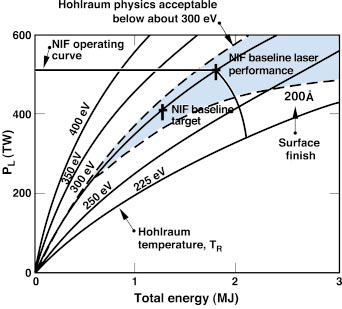 Hohlraum physics acceptable
below about 300 eV
600
NIF operating
curve
NIF baseline laser
performance
400 eV
400
NIF baseline
target
200Å
350 eV
300 eV
Surface
finish
P_L (TW)
200
250 eV
225 eV
Hohlraum
temperature, T_R
0
0
1
2
3
Total energy (MJ)